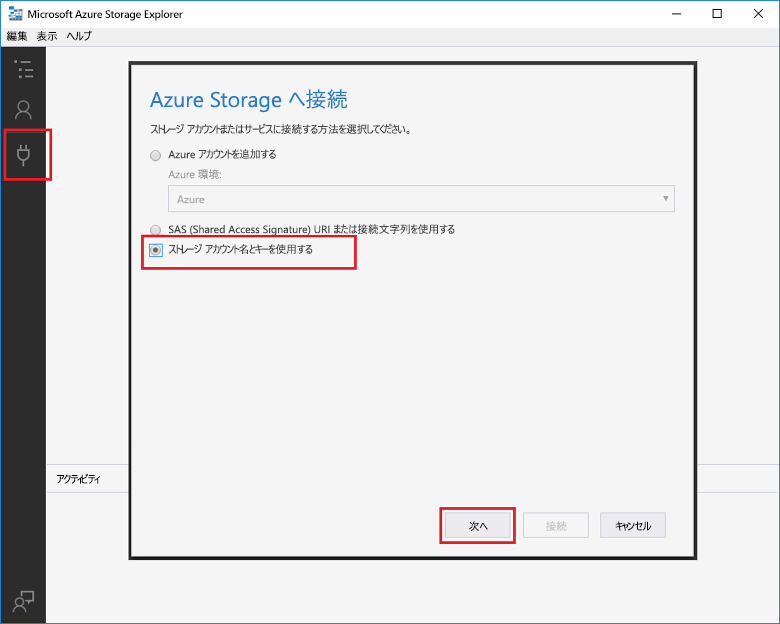 Microsoft Azure Storage Explorer
編集 表示 ヘルプ
Azure Storage へ接続
ストレージ アカウントまたはサービスに接続する方法を選択してください。
Azure アカウントを追加する
Azure 環境:
Azure
SAS (Shared Access Signature) URI または接続文字列を使用する
ストレージ アカウント名とキーを使用する
アクティビティ
次へ 接続 キャンセル